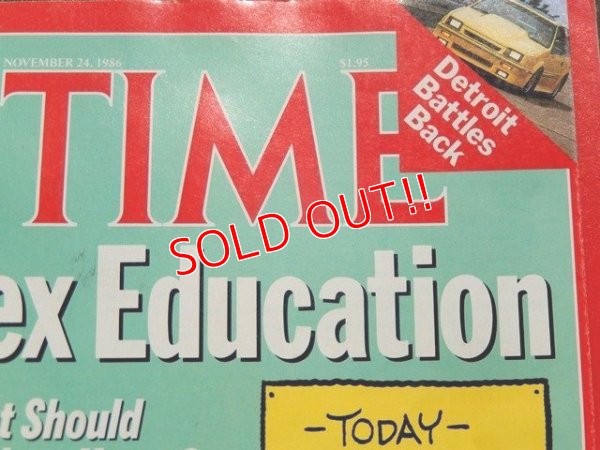 NOVEMBER 24, 1986
$1.95
TIME
Detroit
Battles
Back
SOLD OUT!!
ex Education
t Should
-TODAY-